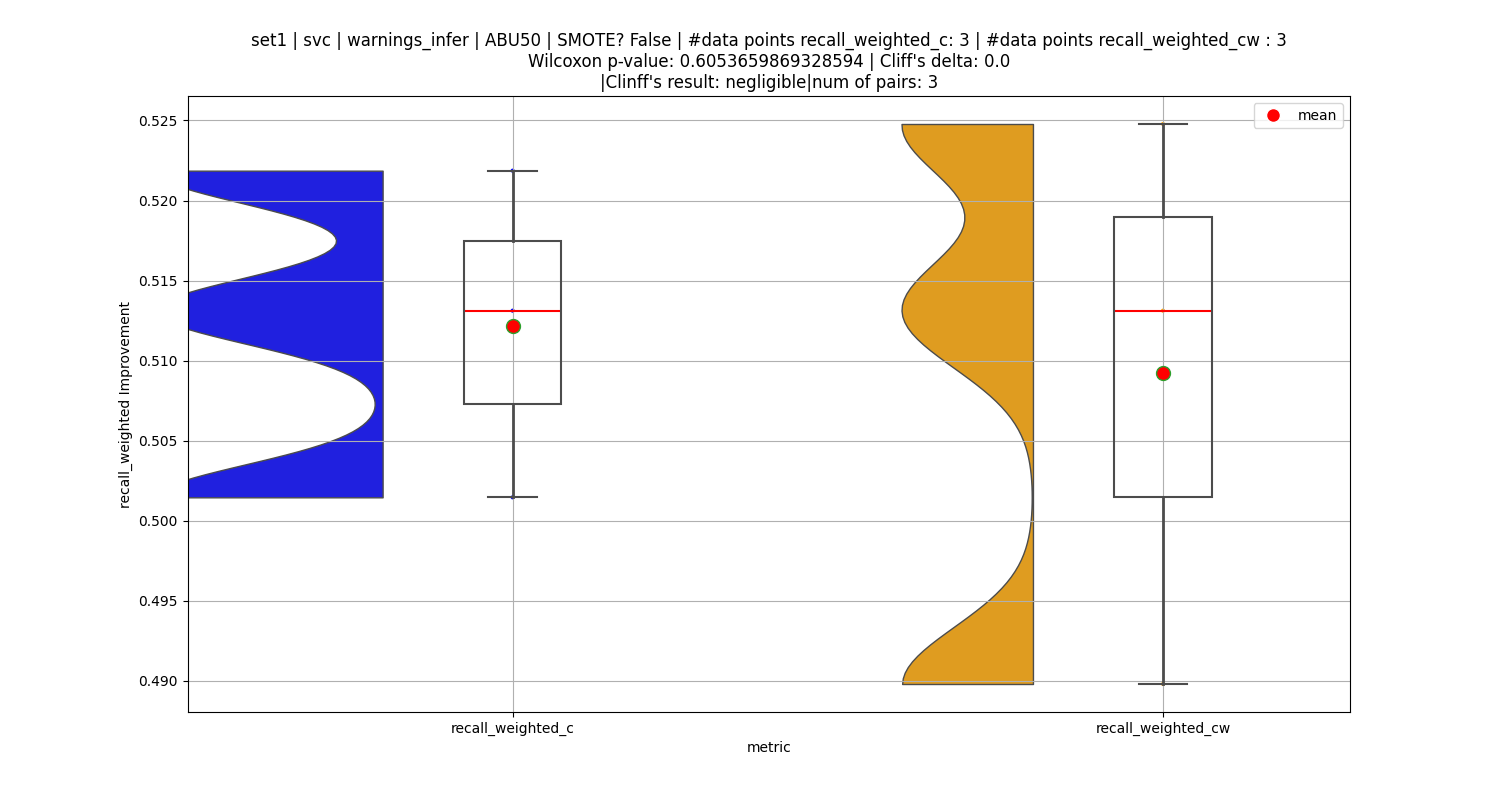 set1 | svc | warnings_infer | ABU50 | SMOTE? False | #data points recall_weighted_c: 3 | #data points recall_weighted_cw : 3
Wilcoxon p-value: 0.6053659869328594 | Cliff's delta: 0.0
|Clinff's result: negligible|num of pairs: 3
mean
0.525
0.520
0.515
0.510
0.505
0.500
0.495
0.490
recall_weighted Improvement
recall_weighted_c
recall_weighted_cw
metric